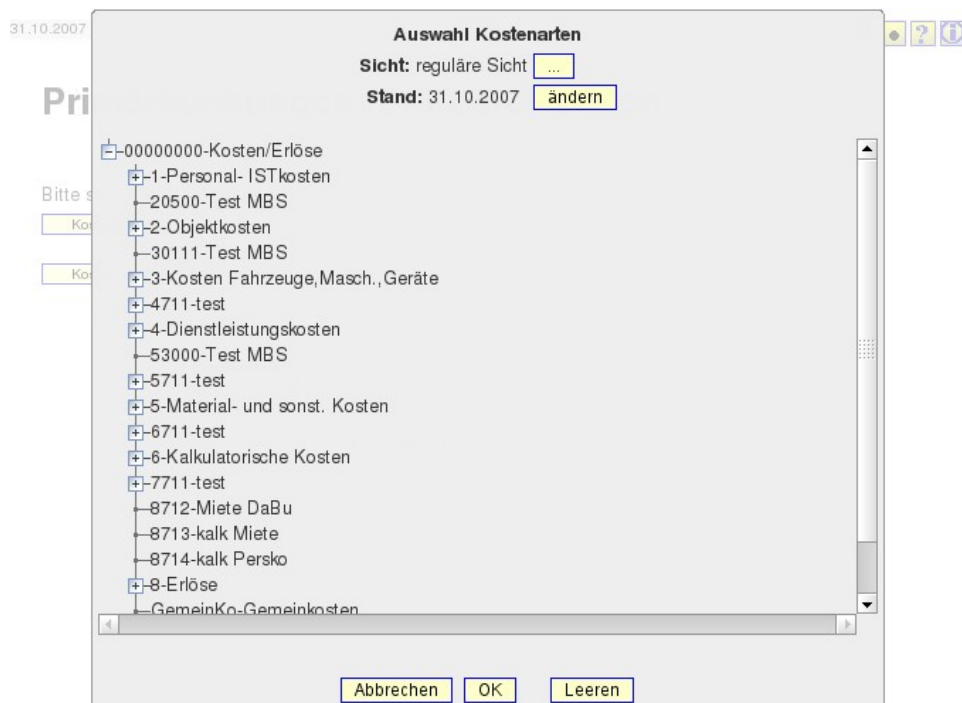 31.10.2007
Auswahl Kostenarten
Sicht: reguläre Sicht ...
Stand: 31.10.2007 ändern
Pri
00000000-Kosten/Erlöse
1-Personal- ISTkosten
20500-Test MBS
Bitte s
2-Objektkosten
Kos
30111-Test MBS
3-Kosten Fahrzeuge,Masch.,Geräte
Kos
4711-test
4-Dienstleistungskosten
53000-Test MBS
5711-test
5-Material- und sonst. Kosten
6711-test
6-Kalkulatorische Kosten
7711-test
8712-Miete DaBu
8713-kalk Miete
8714-kalk Persko
8-Erlöse
GemeinKo-Gemeinkosten
Abbrechen OK Leeren